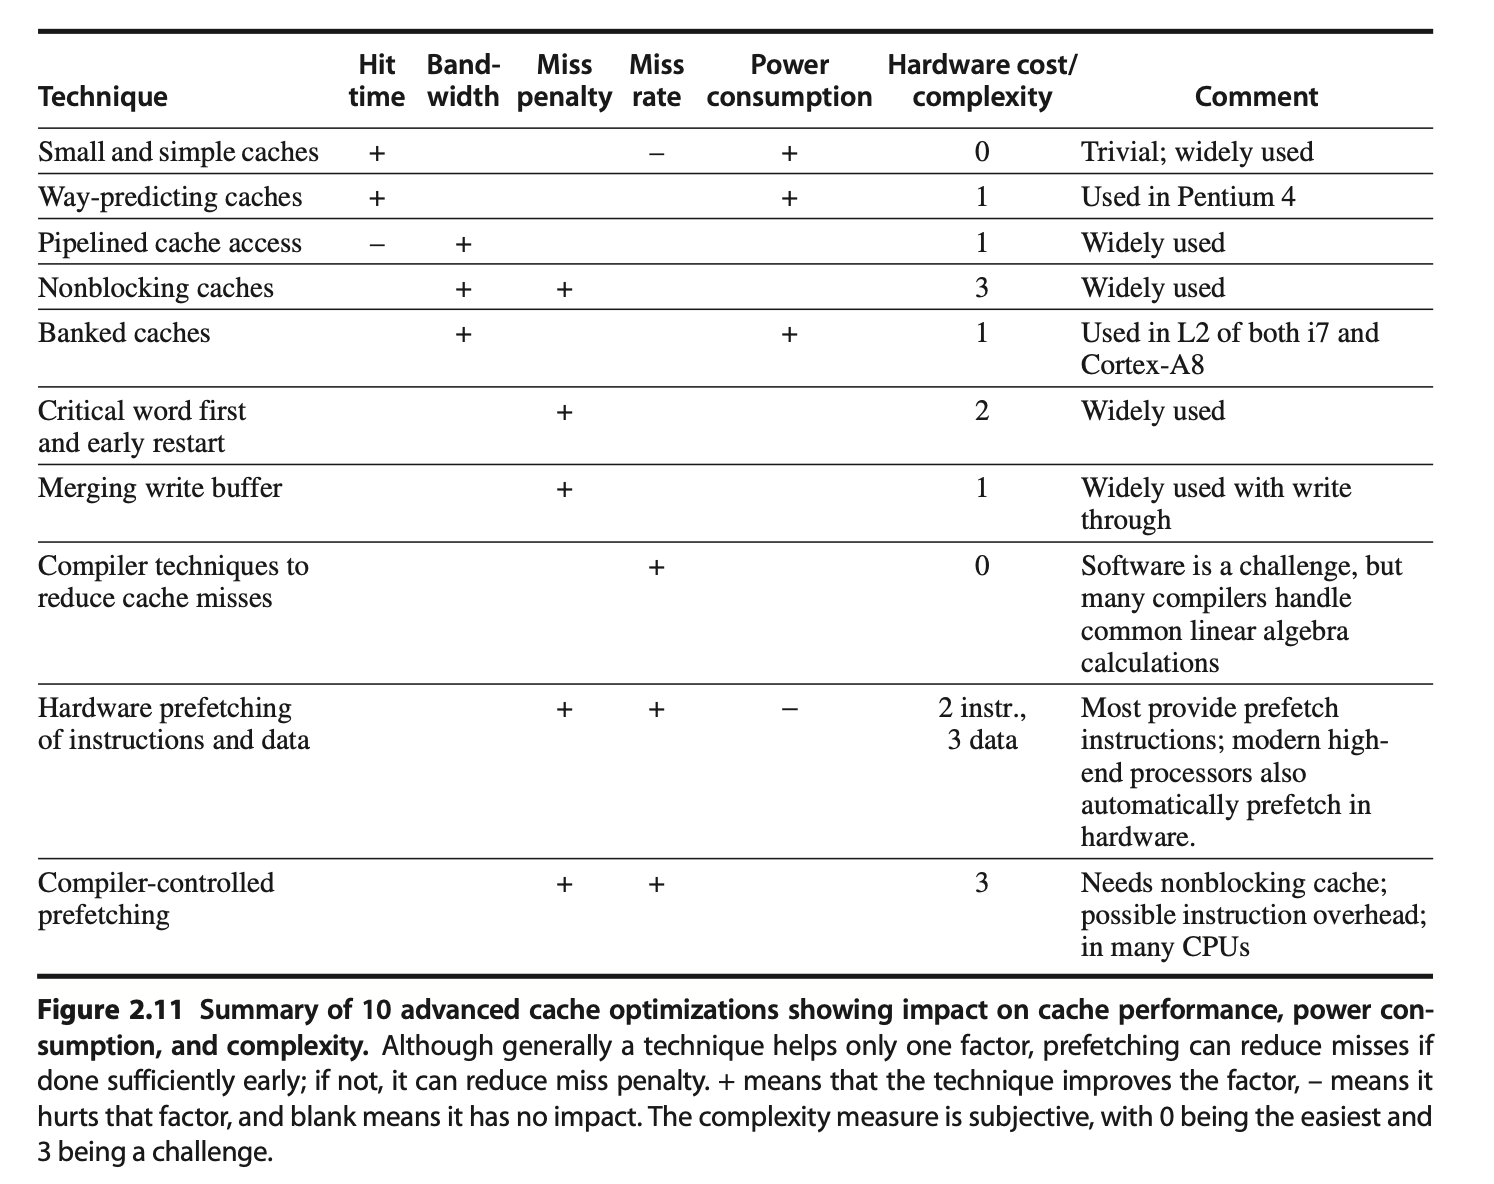 Technique Hit time Band-width Miss penalty Miss rate Power consumption Hardware cost/ complexity Comment
Small and simple caches + – + 0 Trivial; widely used
Way-predicting caches + + 1 Used in Pentium 4
Pipelined cache access – + 1 Widely used
Nonblocking caches + + 3 Widely used
Banked caches + + 1 Used in L2 of both i7 and
Cortex-A8
Critical word first + 2 Widely used
and early restart
Merging write buffer + 1 Widely used with write
through
Compiler techniques to + 0 Software is a challenge, but
reduce cache misses many compilers handle
common linear algebra
calculations
Hardware prefetching + + – 2 instr., Most provide prefetch
of instructions and data 3 data instructions; modern high-
end processors also
automatically prefetch in
hardware.
Compiler-controlled + + 3 Needs nonblocking cache;
prefetching possible instruction overhead;
in many CPUs
Figure 2.11 Summary of 10 advanced cache optimizations showing impact on cache performance, power con-
sumption, and complexity. Although generally a technique helps only one factor, prefetching can reduce misses if
done sufficiently early; if not, it can reduce miss penalty. + means that the technique improves the factor, – means it
hurts that factor, and blank means it has no impact. The complexity measure is subjective, with 0 being the easiest and
3 being a challenge.